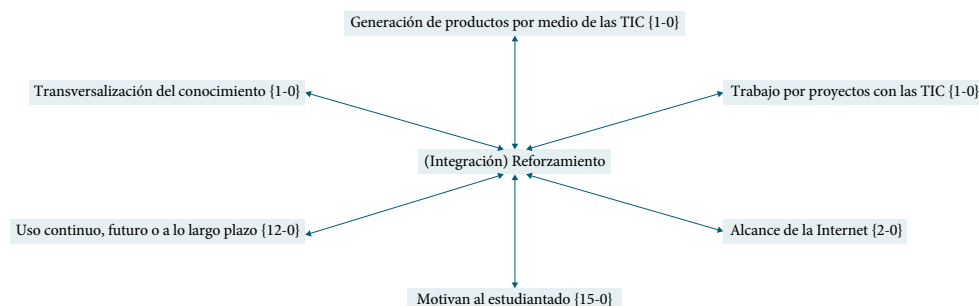 Generación de productos por medio de las TIC {1-0}
Transversalización del conocimiento {1-0}
Trabajo por proyectos con las TIC {1-0}
(Integración) Reforzamiento
Uso continuo, futuro o a lo largo plazo {12-0}
Alcance de la Internet {2-0}
Motivan al estudiantado {15-0}